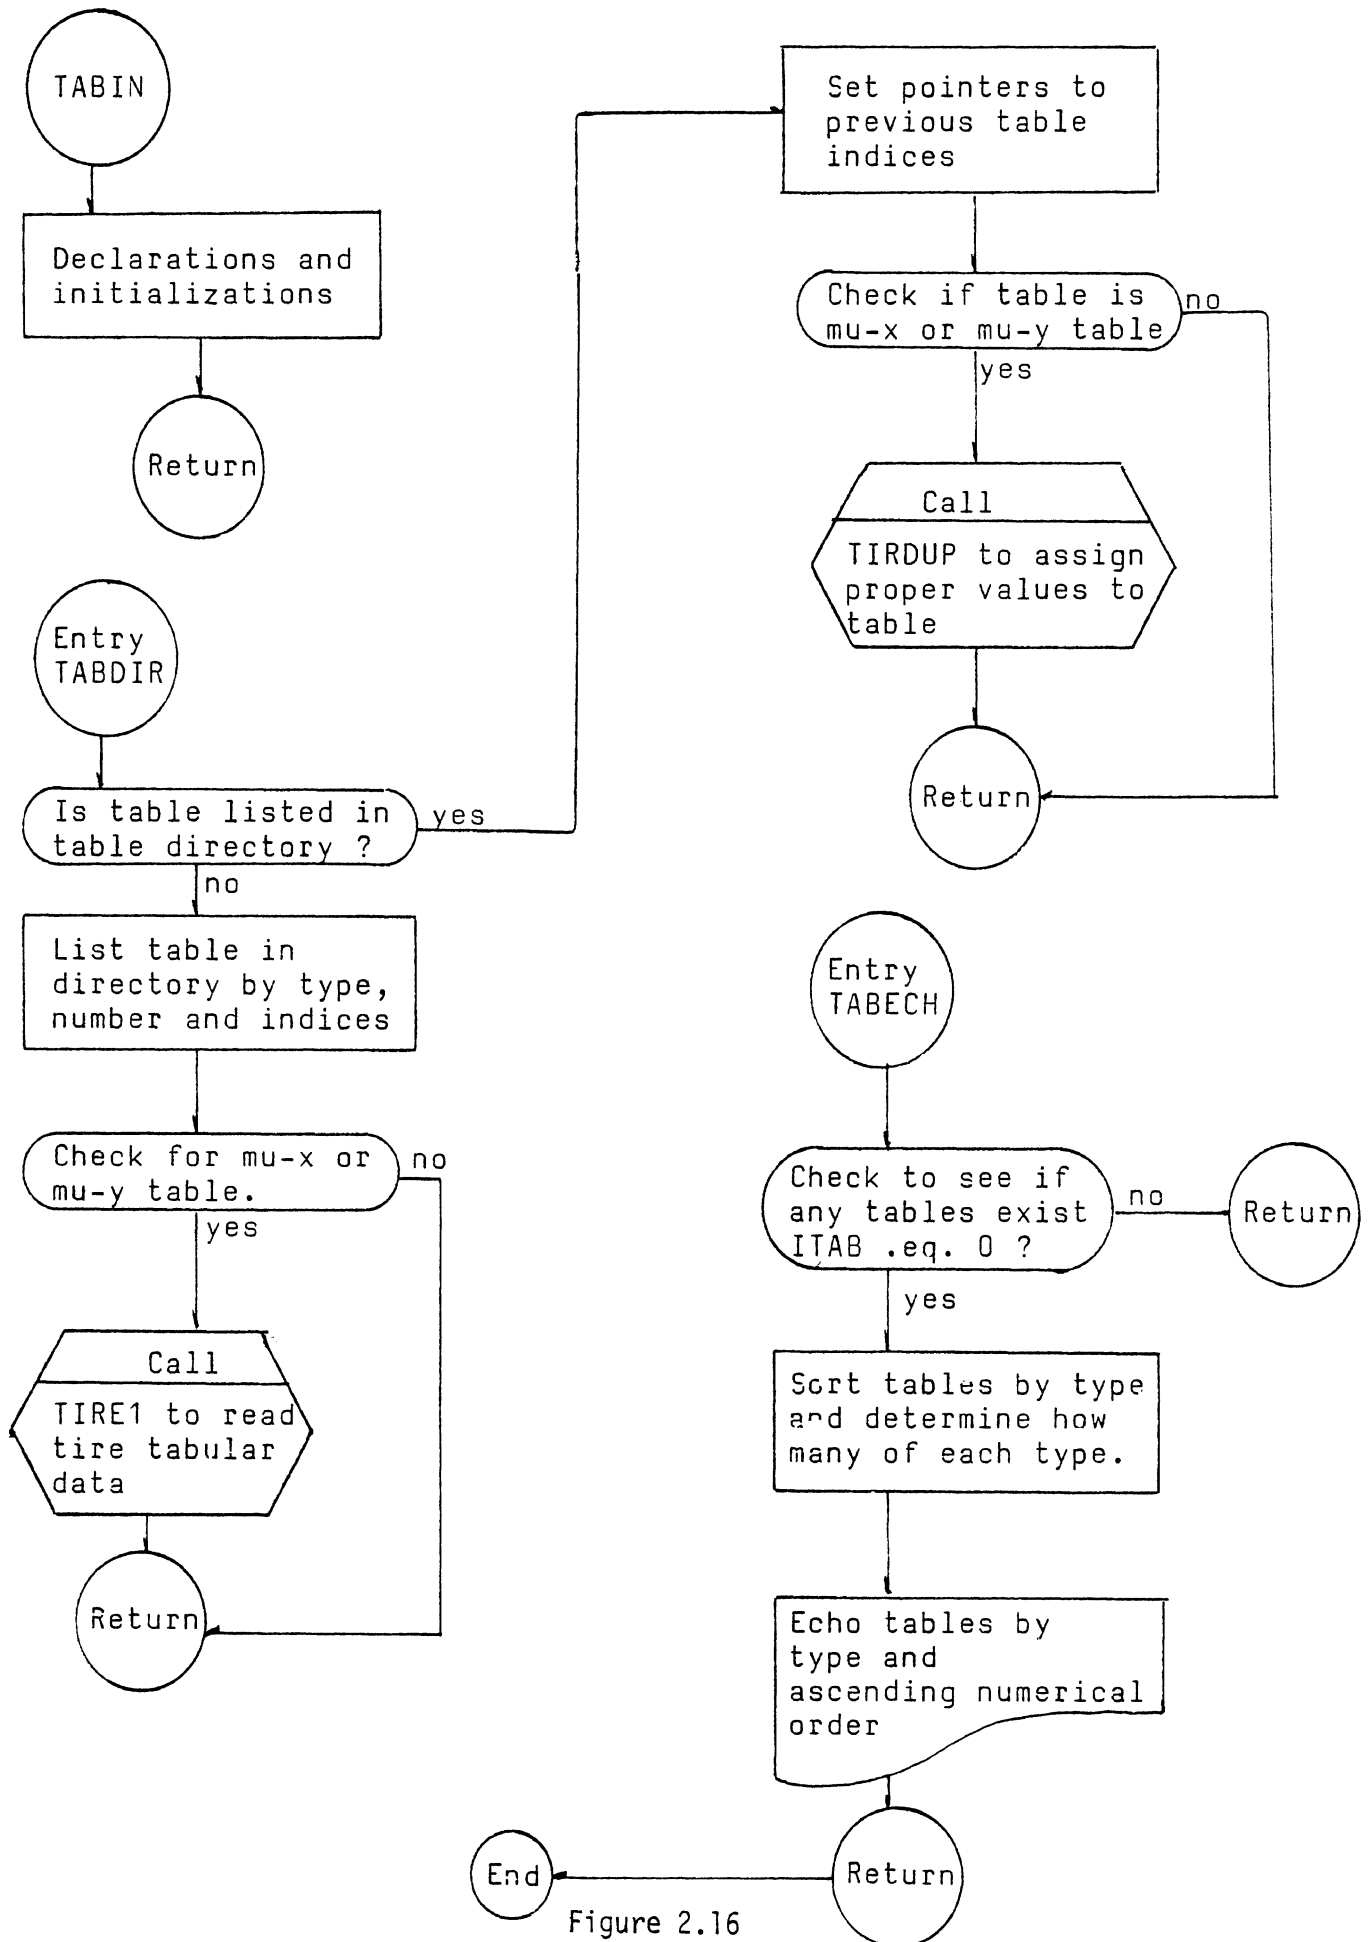 TABIN
Declarations and
initializations
Return
Entry
TABDIR
Is table listed in
table directory ?
yes
no
List table in
directory by type,
number and indices
Check for mu-x or
mu-y table.
no
yes
Call
TIRE1 to read
tire tabular
data
Return
Set pointers to
previous table
indices
Check if table is
mu-x or mu-y table
no
yes
Call
TIRDUP to assign
proper values to
table
Return
Entry
TABECH
Check to see if
any tables exist
ITAB .eq. 0 ?
no
Return
yes
Sort tables by type
and determine how
many of each type.
Echo tables by
type and
ascending numerical
order
Return
End
Figure 2.16